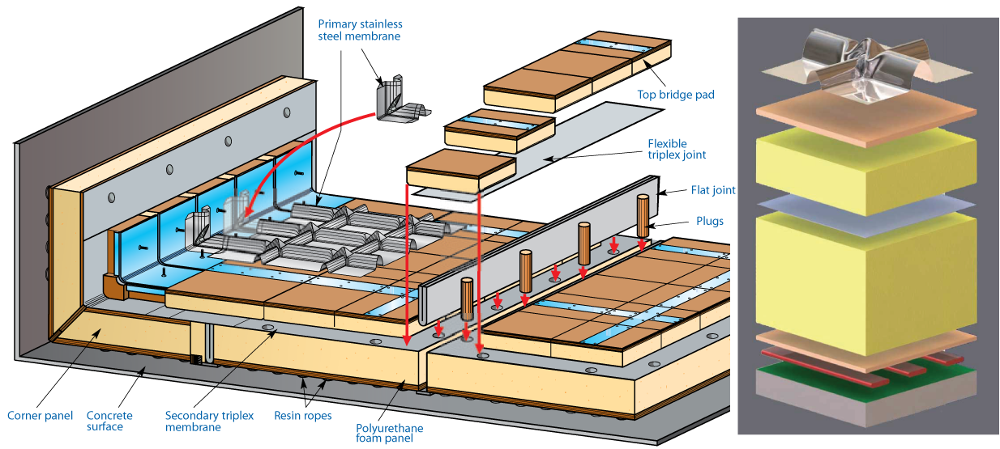 Primary stainless
steel membrane
Top bridge pad
Flexible
triplex joint
Flat joint
Plugs
Corner panel
Concrete
surface
Secondary triplex
membrane
Resin ropes
Polyurethane
foam panel